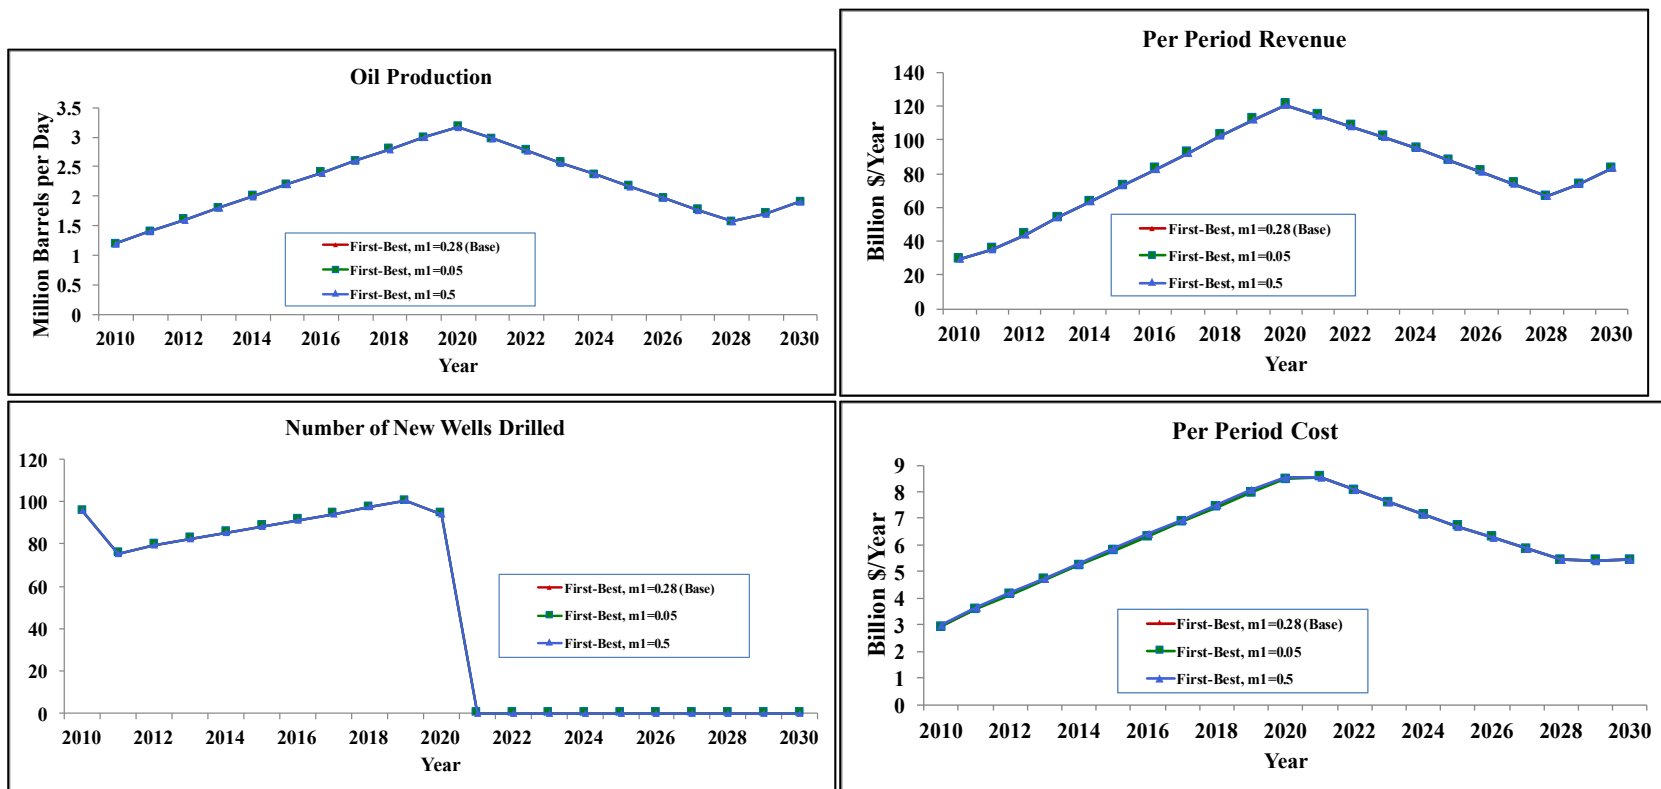 Oil Production
Million Barrels per Day
3.5
3
2.5
2
1.5
1
0.5
0
First-Best, m1=0.28 (Base)
First-Best, m1=0.05
First-Best, m1=0.5
2010 2012 2014 2016 2018 2020 2022 2024 2026 2028 2030
Year
Per Period Revenue
Billion $/Year
140
120
100
80
60
40
20
0
First-Best, m1=0.28 (Base)
First-Best, m1=0.05
First-Best, m1=0.5
2010 2012 2014 2016 2018 2020 2022 2024 2026 2028 2030
Year
Number of New Wells Drilled
120
100
80
60
40
20
0
First-Best, m1=0.28 (Base)
First-Best, m1=0.05
First-Best, m1=0.5
2010 2012 2014 2016 2018 2020 2022 2024 2026 2028 2030
Year
Per Period Cost
Billion $/Year
9
8
7
6
5
4
3
2
1
0
First-Best, m1=0.28 (Base)
First-Best, m1=0.05
First-Best, m1=0.5
2010 2012 2014 2016 2018 2020 2022 2024 2026 2028 2030
Year